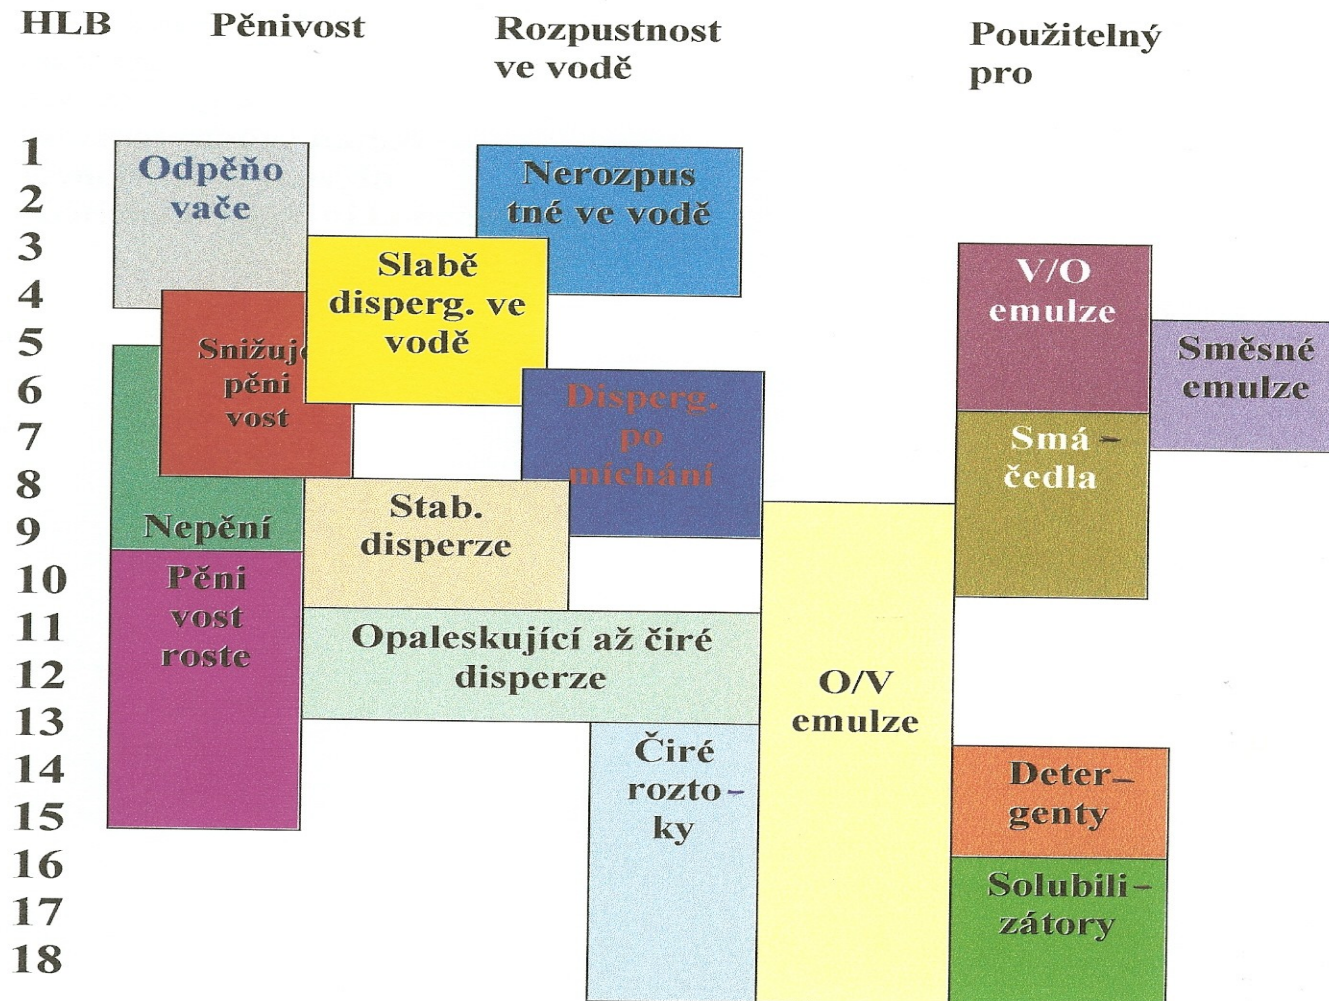 HLB
Pěnivost
Rozpustnost
ve vodě
Použitelný
pro
1
2
3
4
5
6
7
8
9
10
11
12
13
14
15
16
17
18
Odpěňo
vače
Snižuje
pěni
vost
Nepění
Pěni
vost
roste
Nerozpus
tné ve vodě
Slabě
disperg. ve
vodě
Disperg.
po
míchání
Stab.
disperze
Opaleskující až čiré
disperze
Čiré
rozto-
ky
O/V
emulze
V/O
emulze
Směsné
emulze
Smá-
čedla
Deter-
genty
Solubili-
zátory